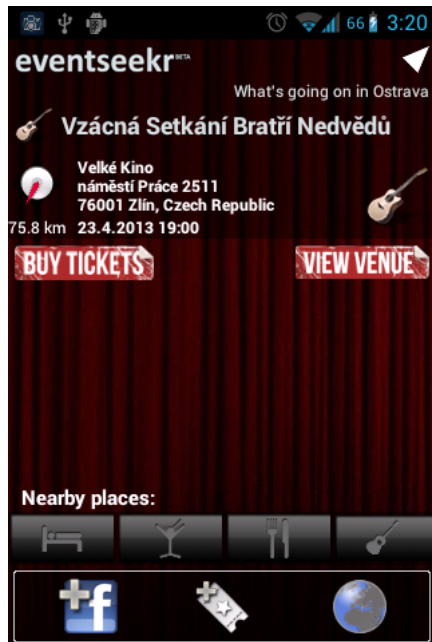 66 3:20
eventseekr BETA
What's going on in Ostrava
Vzácná Setkání Bratří Nedvědů
Velké Kino
náměstí Práce 2511
76001 Zlín, Czech Republic
75.8 km 23.4.2013 19:00
BUY TICKETS VIEW VENUE
Nearby places: